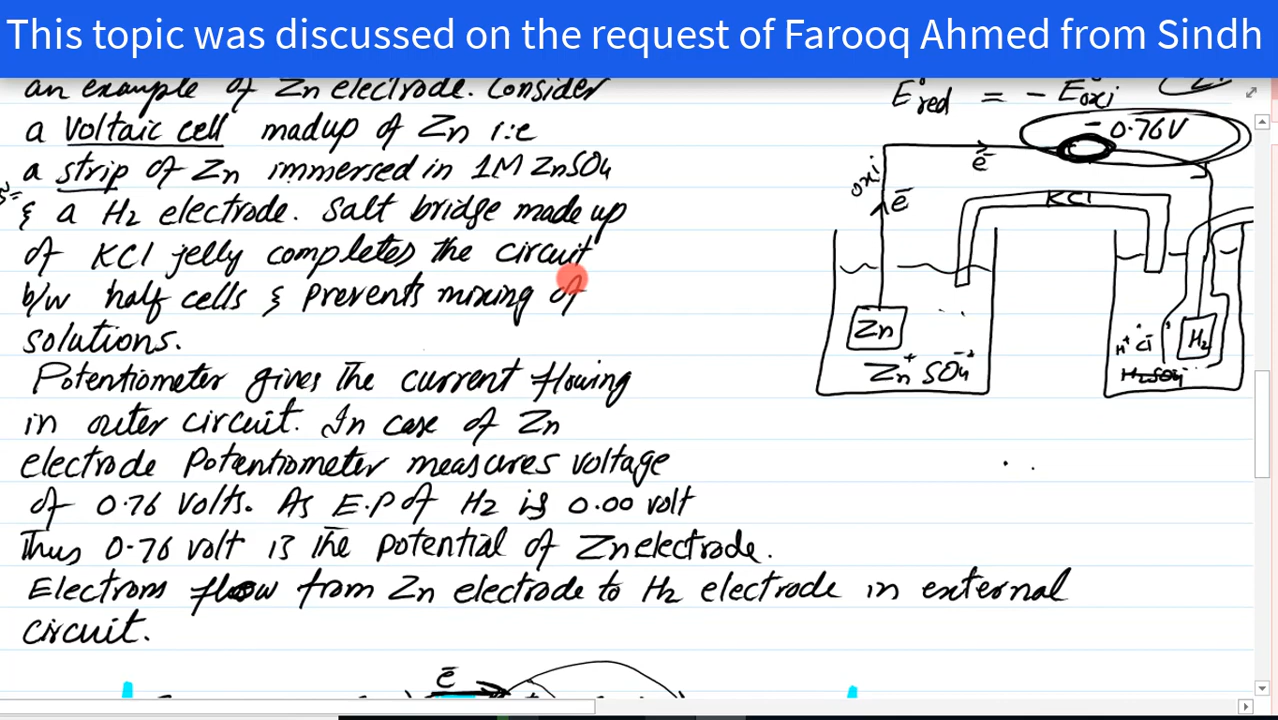 This topic was discussed on the request of Farooq Ahmed from Sindh
an example of Zn electrode. Consider
a Voltaic cell madup of Zn i:e
a strip of Zn immersed in 1M ZnSO4
& a H2 electrode. Salt bridge made up
of KCl jelly completes the circuit
b/w half cells & prevents mixing of
solutions.
Potentiometer gives the current flowing
in outer circuit. In case of Zn
electrode Potentiometer measures voltage
of 0.76 volts. As E.P of H2 is 0.00 volt
Thus 0.76 volt is the potential of Zn electrode.
Electrons flow from Zn electrode to H2 electrode in external
circuit.
E°red = - E°oxi
- 0.76V
oxi
e-
e-
KCl
Zn
Zn+ SO4-2
H+ Cl-
H2
H2SO4
e-